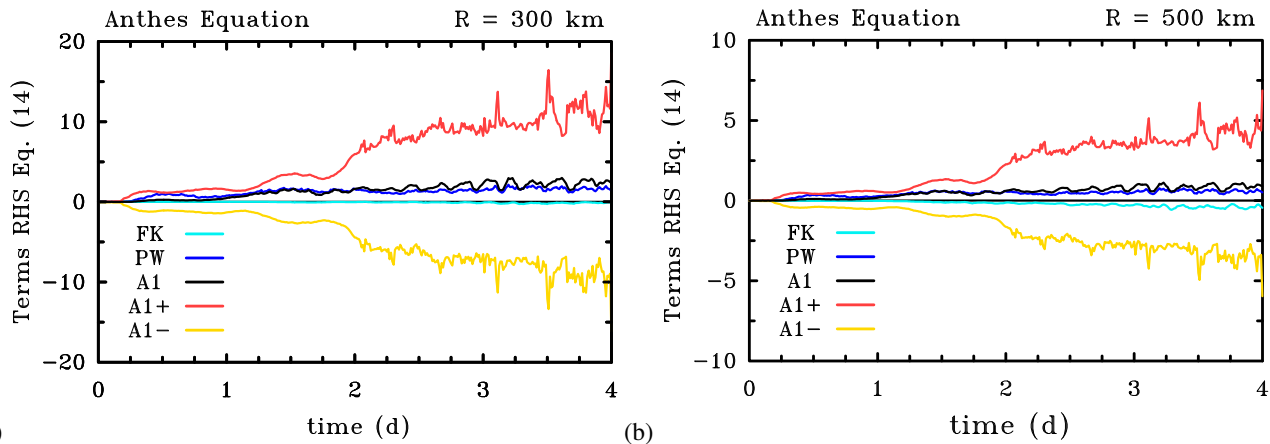 Anthes Equation R = 300 km
Terms RHS Eq. (14)
20
10
0
−10
−20
FK
PW
A1
A1+
A1−
0 1 2 3 4
time (d)
)
Anthes Equation R = 500 km
Terms RHS Eq. (14)
10
5
0
−5
−10
FK
PW
A1
A1+
A1−
0 1 2 3 4
time (d)
(b)